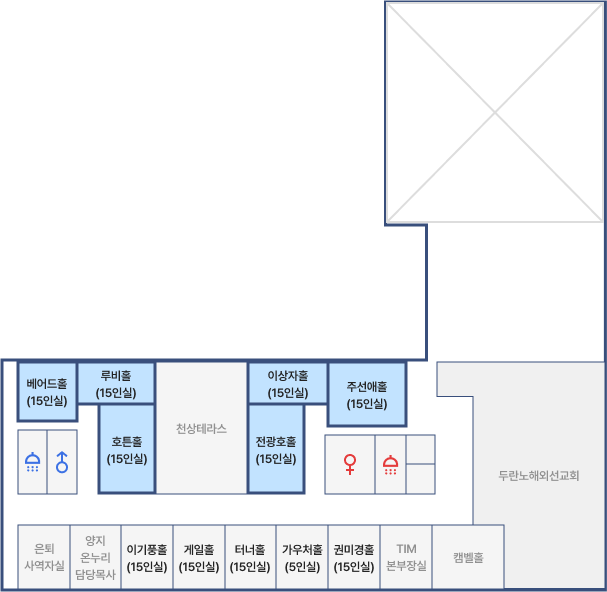 베어드홀
(15인실)
루비홀
(15인실)
이상자홀
(15인실)
주선애홀
(15인실)
호튼홀
(15인실)
천상테라스
전광호홀
(15인실)
두란노해외선교회
은퇴
사역자실
양지
온누리
담당목사
이기풍홀
(15인실)
게일홀
(15인실)
터너홀
(15인실)
가우처홀
(5인실)
권미경홀
(15인실)
TIM
본부장실
캠벨홀